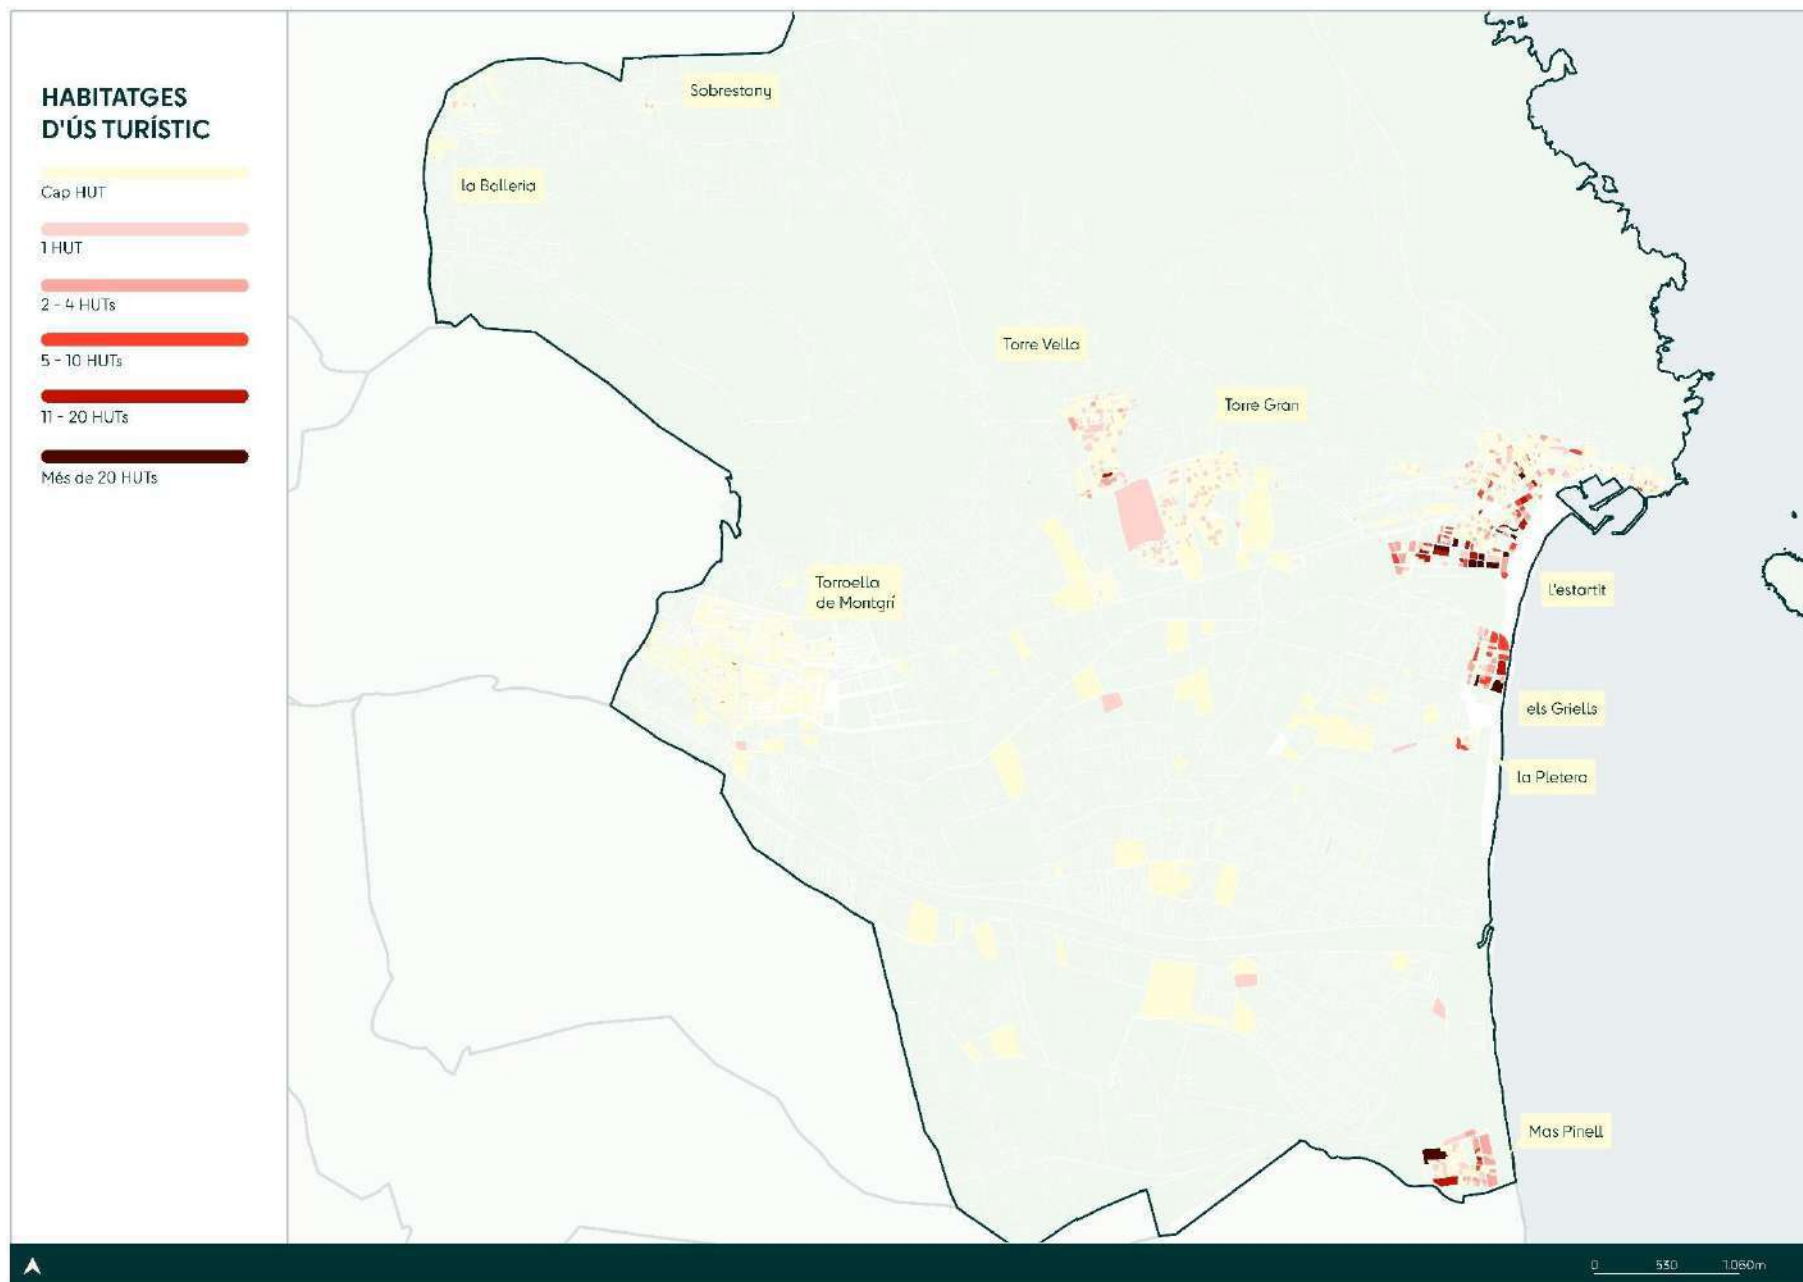 HABITATGES
D'ÚS TURÍSTIC
Cap HUT
1 HUT
2 - 4 HUTs
5 - 10 HUTs
11 - 20 HUTs
Més de 20 HUTs
Sobrestany
la Bolleria
Torre Vella
Torre Gran
Torroella
de Montgrí
L'estartit
els Griells
la Pletera
Mas Pinell
0 530 1.060m